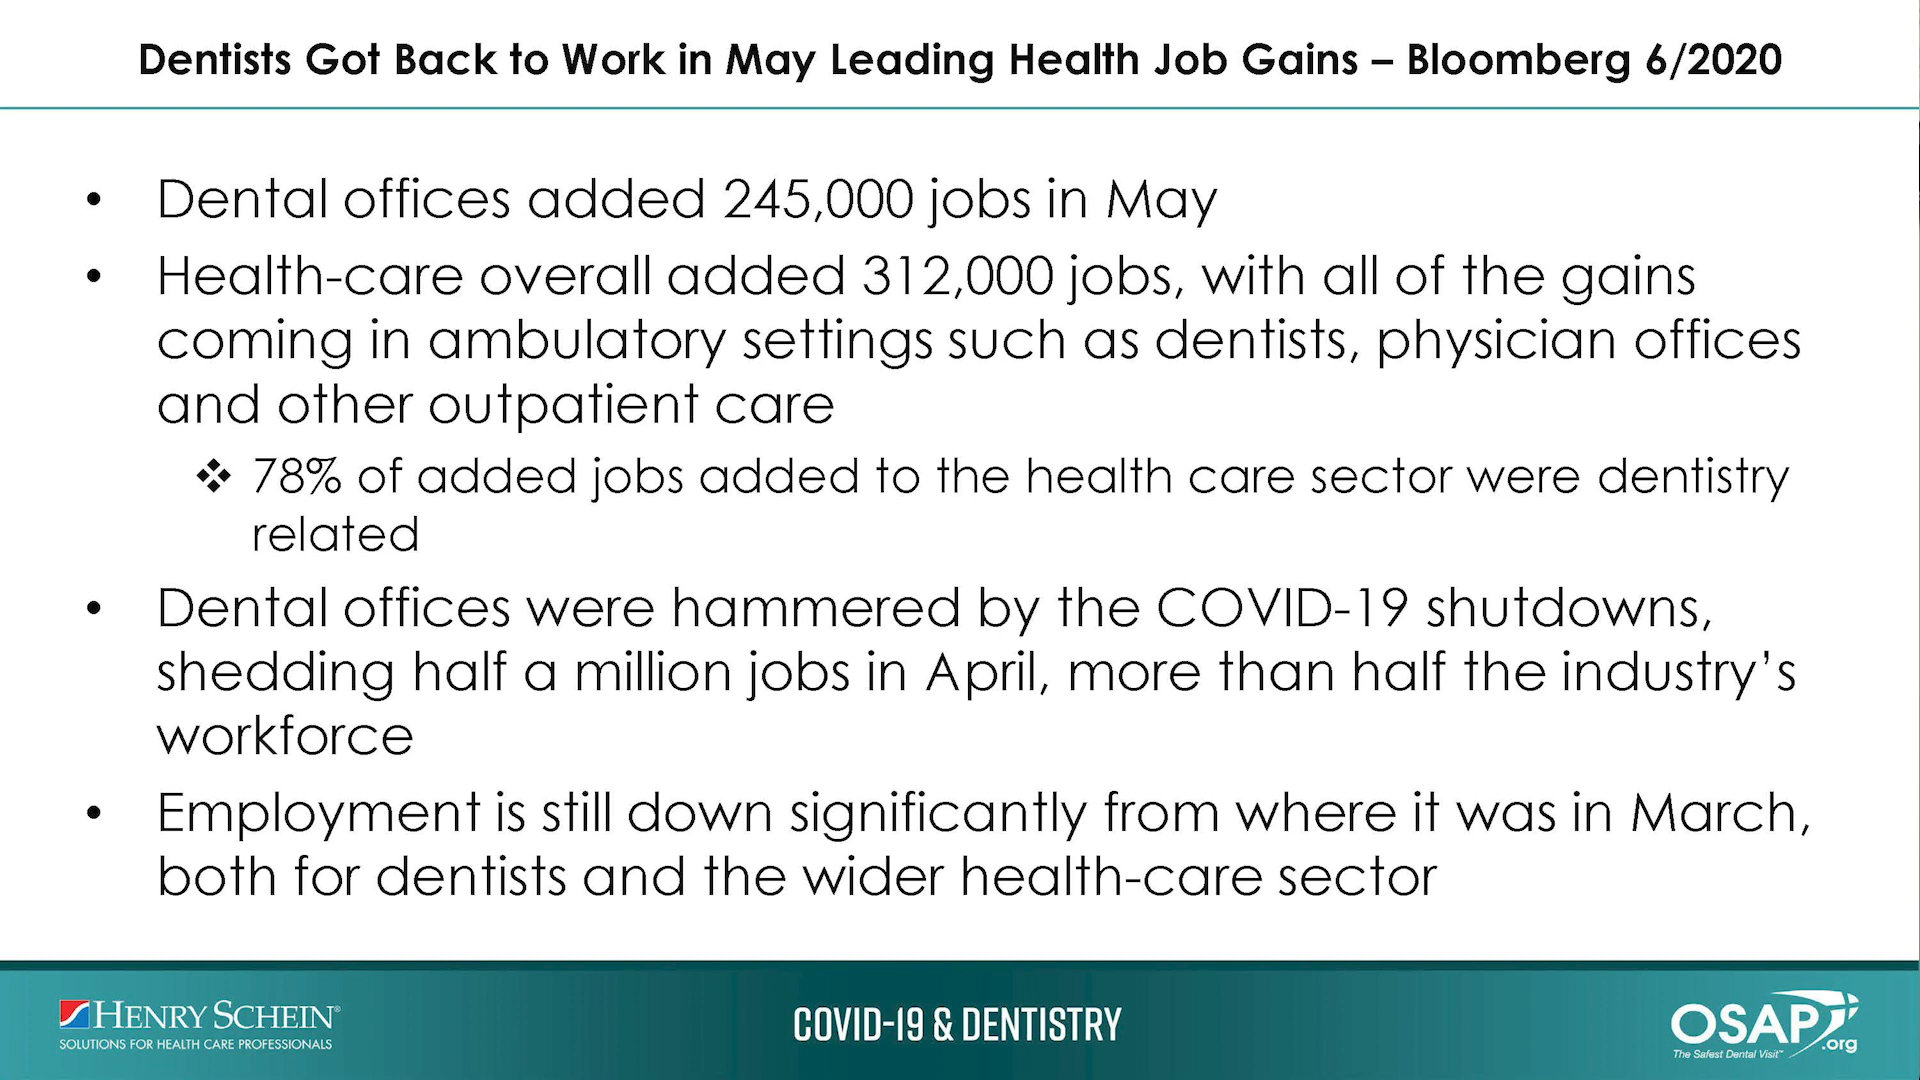 Dentists Got Back to Work in May Leading Health Job Gains – Bloomberg 6/2020
• Dental offices added 245,000 jobs in May
• Health-care overall added 312,000 jobs, with all of the gains
coming in ambulatory settings such as dentists, physician offices
and other outpatient care
❖ 78% of added jobs added to the health care sector were dentistry
related
• Dental offices were hammered by the COVID-19 shutdowns,
shedding half a million jobs in April, more than half the industry’s
workforce
• Employment is still down significantly from where it was in March,
both for dentists and the wider health-care sector
HENRY SCHEIN®
SOLUTIONS FOR HEALTH CARE PROFESSIONALS
COVID-19 & DENTISTRY
OSAP
.org
The Safest Dental Visit™